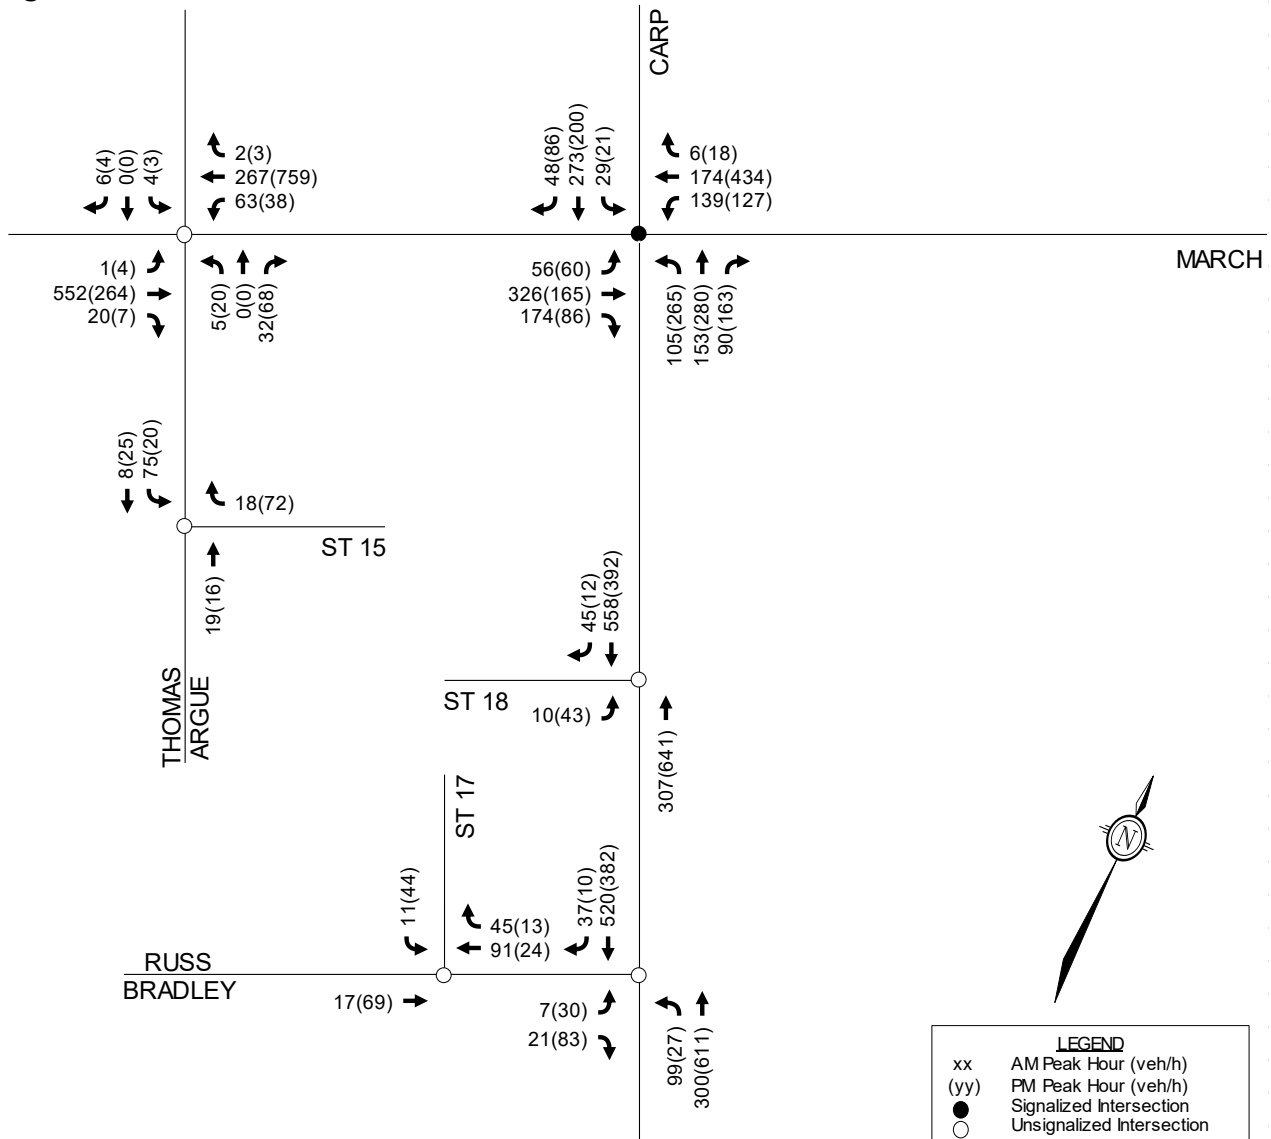 CARP
6(4)
0(0)
4(3)
2(3)
267(759)
63(38)
48(86)
273(200)
29(21)
6(18)
174(434)
139(127)
MARCH
1(4)
552(264)
20(7)
5(20)
0(0)
32(68)
56(60)
326(165)
174(86)
105(265)
153(280)
90(163)
8(25)
75(20)
18(72)
ST 15
19(16)
THOMAS
ARGUE
45(12)
558(392)
ST 18
10(43)
307(641)
ST 17
11(44)
45(13)
91(24)
37(10)
520(382)
RUSS
BRADLEY
17(69)
7(30)
21(83)
99(27)
300(611)
N
LEGEND
xx AM Peak Hour (veh/h)
(yy) PM Peak Hour (veh/h)
Signalized Intersection
Unsignalized Intersection